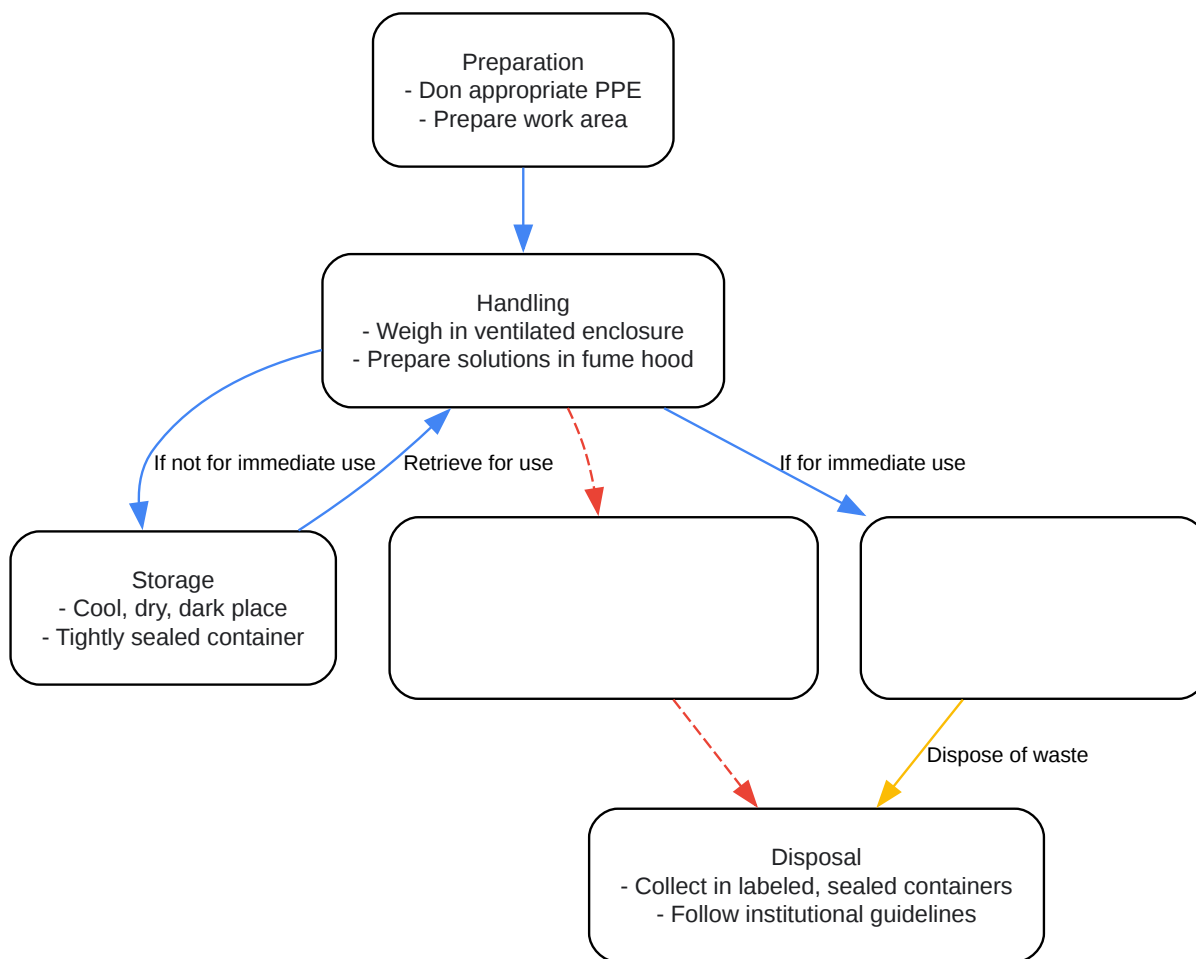 Preparation
- Don appropriate PPE
- Prepare work area
Handling
- Weigh in ventilated enclosure
- Prepare solutions in fume hood
If not for immediate use
Retrieve for use
If for immediate use
Storage
- Cool, dry, dark place
- Tightly sealed container
Dispose of waste
Disposal
- Collect in labeled, sealed containers
- Follow institutional guidelines